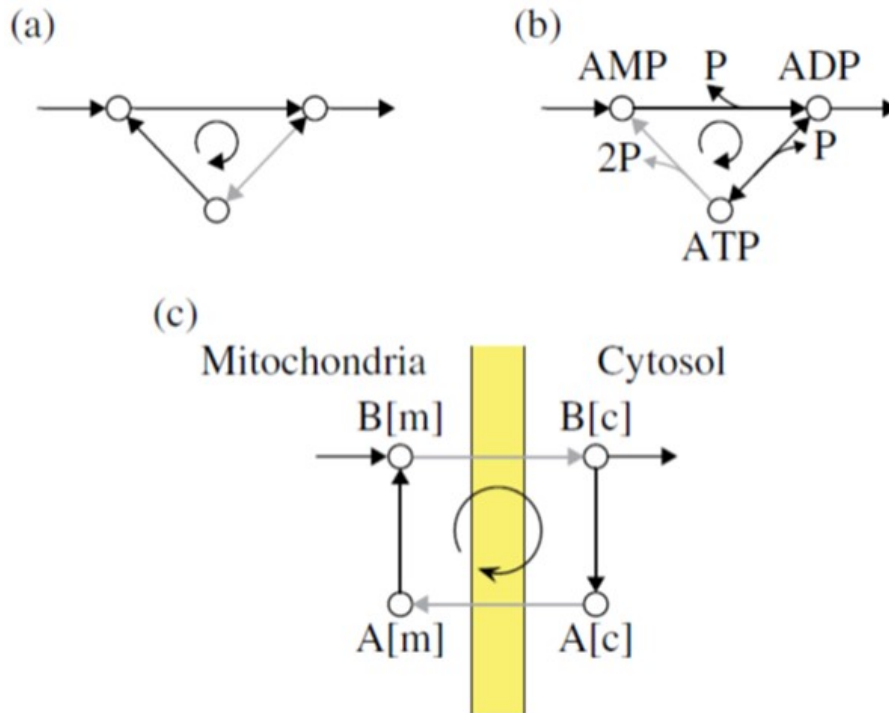 (a)
(b)
AMP P ADP
2P P
ATP
(c)
Mitochondria Cytosol
B[m] B[c]
A[m] A[c]